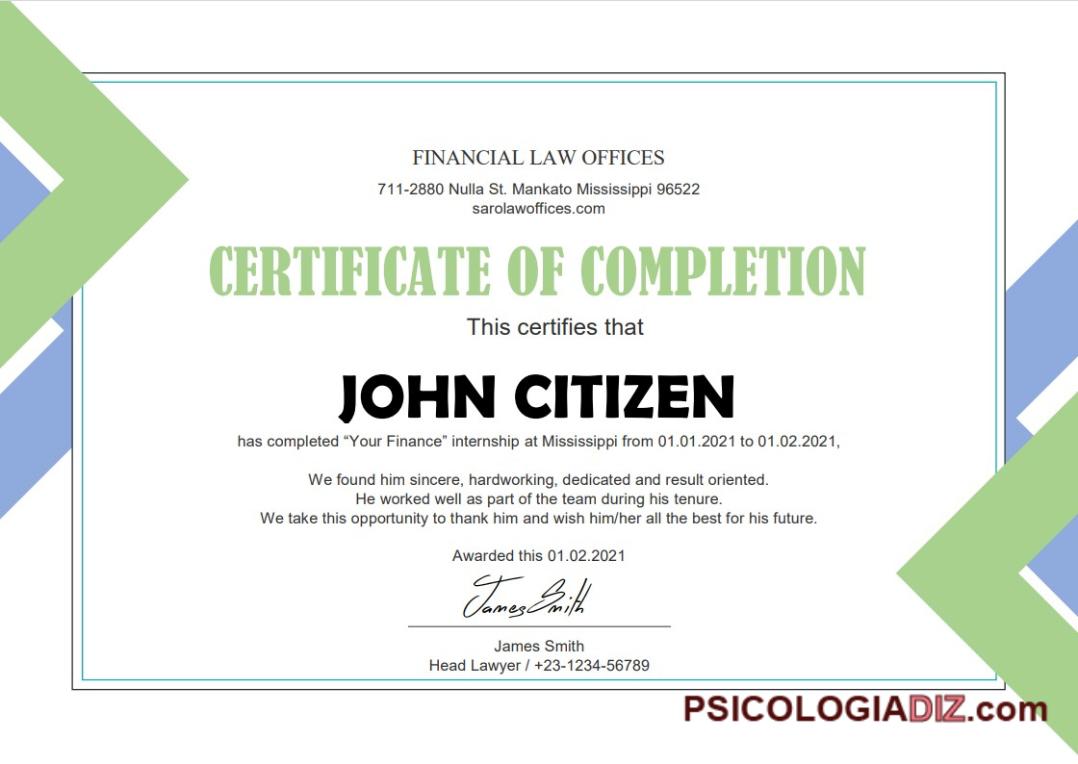 FINANCIAL LAW OFFICES
711-2880 Nulla St. Mankato Mississippi 96522
sarolawoffices.com
CERTIFICATE OF COMPLETION
This certifies that
JOHN CITIZEN
has completed “Your Finance” internship at Mississippi from 01.01.2021 to 01.02.2021,
We found him sincere, hardworking, dedicated and result oriented.
He worked well as part of the team during his tenure.
We take this opportunity to thank him and wish him/her all the best for his future.
Awarded this 01.02.2021
James Smith
James Smith
Head Lawyer / +23-1234-56789
PSICOLOGIADIZ.com